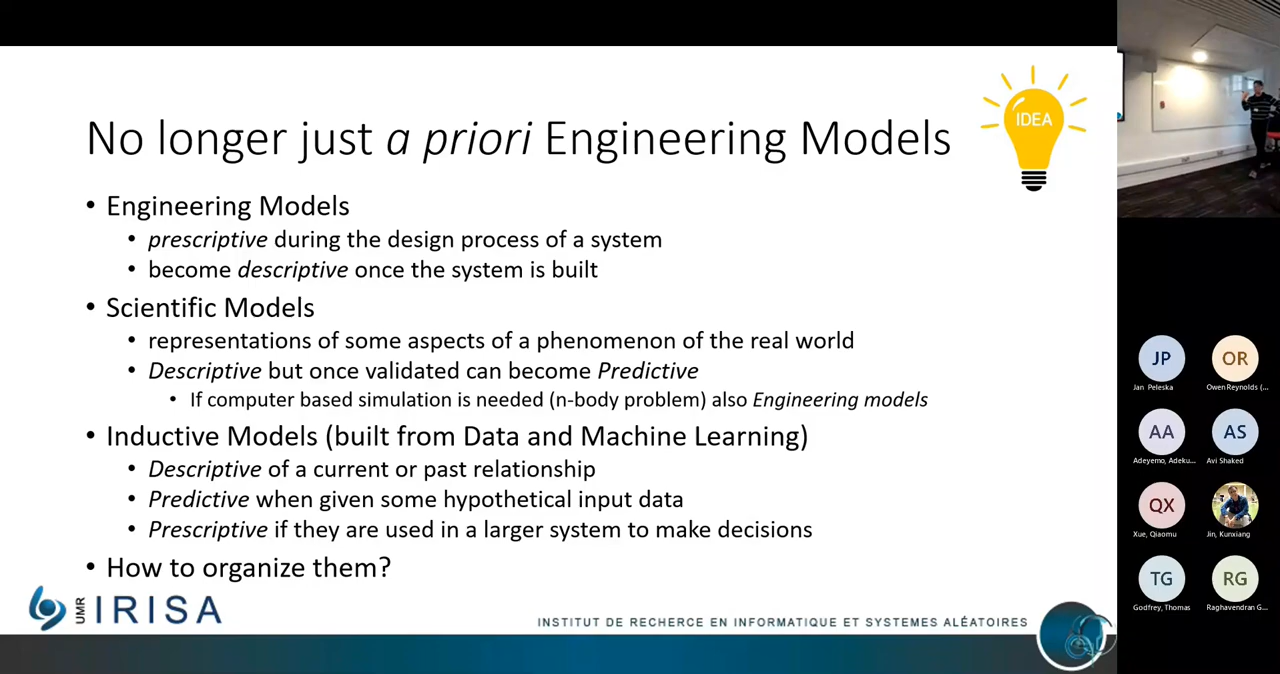 No longer just a priori Engineering Models
IDEA
• Engineering Models
• prescriptive during the design process of a system
• become descriptive once the system is built
• Scientific Models
• representations of some aspects of a phenomenon of the real world
• Descriptive but once validated can become Predictive
• If computer based simulation is needed (n-body problem) also Engineering models
• Inductive Models (built from Data and Machine Learning)
• Descriptive of a current or past relationship
• Predictive when given some hypothetical input data
• Prescriptive if they are used in a larger system to make decisions
• How to organize them?
UMR IRISA
INSTITUT DE RECHERCE EN INFORMATIQUE ET SYSTEMES ALÉATOIRES
JP
Jan Peleska
OR
Owen Reynolds (...
AA
Adeyemo, Adeku...
AS
Avi Shaked
QX
Xue, Qiaomu
Jin, Kunxiang
TG
Godfrey, Thomas
RG
Raghavendran G...